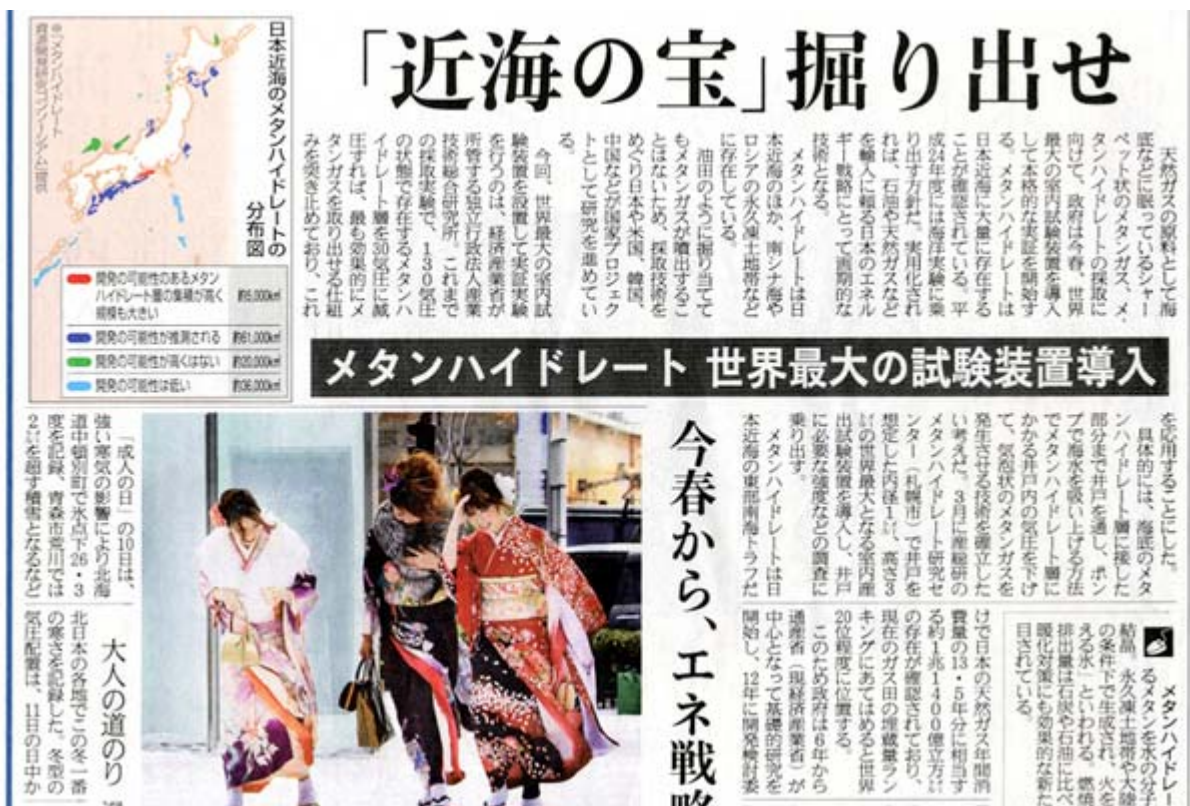 「近海の宝」掘り出せ
天然ガスの原料として海
底などに眠っているシャー
ベット状のメタンガス、メ
タンハイドレートの採取に
向けて、政府は今春、世界
最大の室内試験装置を導入
して本格的な実証を開始す
る。メタンハイドレートは
日本近海に大量に存在する
ことが確認されている。平
成24年度には海洋実験に乗
り出す方針だ。実用化され
れば、石油や天然ガスなど
を輸入に頼る日本のエネル
ギー戦略にとって画期的な
技術となる。
メタンハイドレートは日
本近海のほか、南シナ海や
ロシアの永久凍土地帯など
に存在している。
油田のように掘り当てて
もメタンガスが噴出するこ
とはないため、採取技術を
めぐり日本や米国、韓国、
中国などが国家プロジェク
トとして研究を進めてい
る。
今回、世界最大の室内試
験装置を設置して実証実験
を行うのは、経済産業省が
所管する独立行政法人産業
技術総合研究所。これまで
の採取実験で、130気圧
の状態で存在するメタンハ
イドレート層を30気圧に減
圧すれば、最も効果的にメ
タンガスを取り出せる仕組
みを突き止めており、これ
日本近海のメタンハイドレートの
分布図
※「メタンハイドレート
資源開発研究コンソーシアム」提供
開発の可能性のあるメタン
ハイドレート層の集積が高く
規模も大きい
約5,000㎢
開発の可能性が推測される 約61,000㎢
開発の可能性が高くはない 約20,000㎢
開発の可能性は低い 約36,000㎢
メタンハイドレート 世界最大の試験装置導入
を応用することにした。
具体的には、海底のメタ
ンハイドレート層に接した
部分まで井戸を通し、ポン
プで海水を吸い上げる方法
でメタンハイドレート層に
かかる井戸内の気圧を下げ
て、気泡状のメタンガスを
発生させる技術を確立した
い考えだ。3月に産総研の
メタンハイドレート研究セ
ンター(札幌市)で井戸を
想定した内径1㍍、高さ3
㍍の世界最大となる室内産
出試験装置を導入し、井戸
に必要な強度などの調査に
乗り出す。
メタンハイドレートは日
本近海の東部南海トラフだ
今春から、エネ戦略
けで日本の天然ガス年間消
費量の13・5年分に相当す
る約1兆1400億立方㍍
の存在が確認されており、
現在のガス田の埋蔵量ラン
キングにあてはめると世界
20位程度に位置する。
このため政府は6年から
通産省(現経済産業省)が
中心となって基礎的研究を
開始し、12年に開発検討委
メタンハイドレー
るメタンを水の分子
結晶。永久凍土地帯や大陸
の条件下で生成され、火を
える氷」といわれる。燃焼
排出量は石炭や石油に比べ
暖化対策にも効果的な新た
目されている。
「成人の日」の10日は、
強い寒気の影響により北海
道中頓別町で氷点下26・3
度を記録、青森市荒川では
2㍍を超す積雪となるなど
北日本の各地でこの冬一番
の寒さを記録した。冬型の
気圧配置は、11日の日中か
大人の道のり